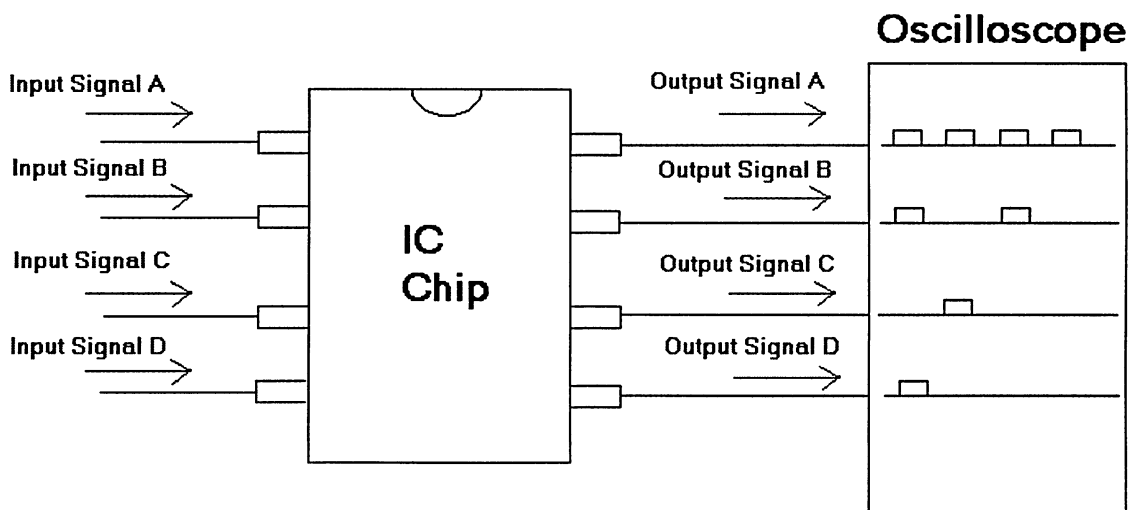 Oscilloscope
Input Signal A
Output Signal A
Input Signal B
Output Signal B
IC
Chip
Input Signal C
Output Signal C
Input Signal D
Output Signal D